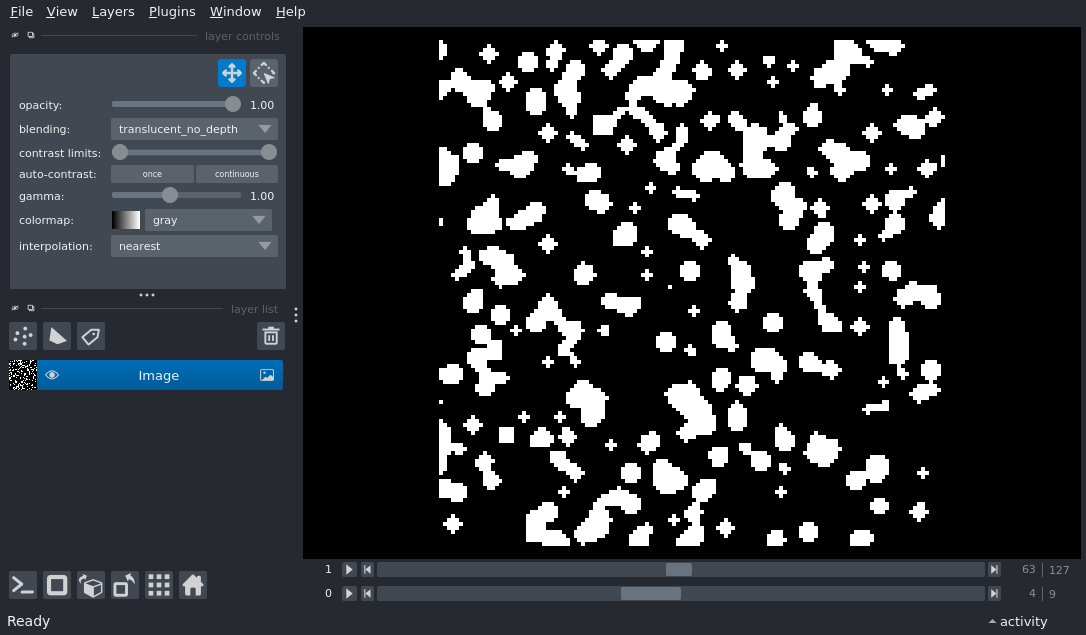 File View Layers Plugins Window Help
layer controls
opacity: 1.00
blending: translucent_no_depth
contrast limits:
auto-contrast: once continuous
gamma: 1.00
colormap: gray
interpolation: nearest
layer list
Image
1 63 127
0 4 9
Ready activity